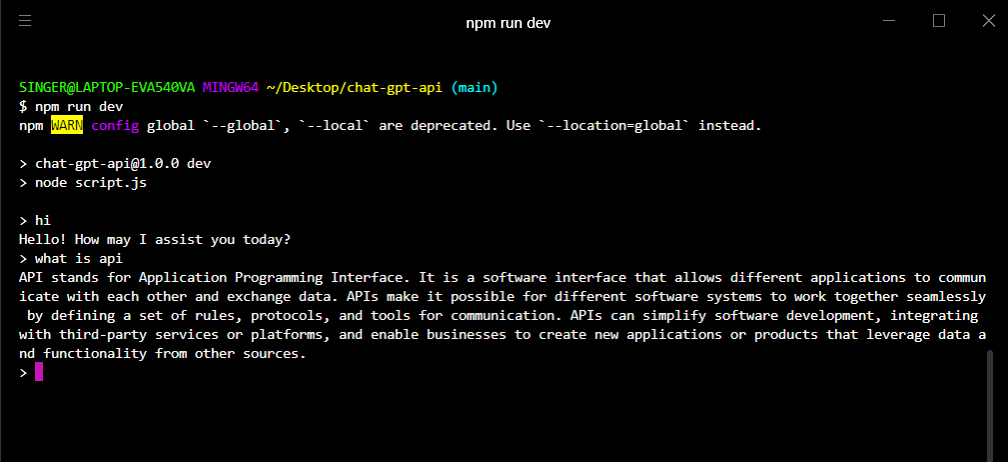 npm run dev
SINGER@LAPTOP-EVA540VA MINGW64 ~/Desktop/chat-gpt-api (main)
$ npm run dev
npm WARN config global `--global`, `--local` are deprecated. Use `--location=global` instead.
> chat-gpt-api@1.0.0 dev
> node script.js
> hi
Hello! How may I assist you today?
> what is api
API stands for Application Programming Interface. It is a software interface that allows different applications to commun
icate with each other and exchange data. APIs make it possible for different software systems to work together seamlessly
 by defining a set of rules, protocols, and tools for communication. APIs can simplify software development, integrating
with third-party services or platforms, and enable businesses to create new applications or products that leverage data a
nd functionality from other sources.
>